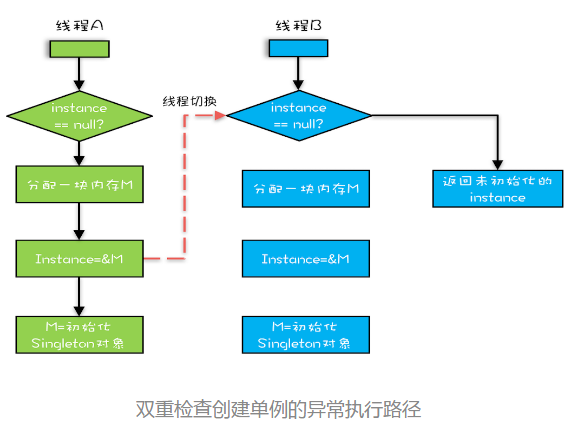 线程A
线程B
instance
== null?
线程切换
instance
== null?
分配一块内存M
分配一块内存M
返回未初始化的
instance
Instance=&M
Instance=&M
M=初始化
Singleton对象
M=初始化
Singleton对象
双重检查创建单例的异常执行路径